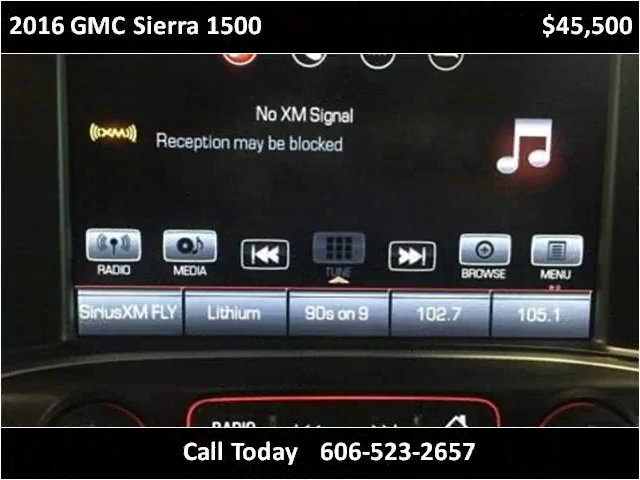 2016 GMC Sierra 1500 $45,500
No XM Signal
((XM))
Reception may be blocked
RADIO MEDIA TUNE BROWSE MENU
SiriusXM FLY Lithium 90s on 9 102.7 105.1
RADIO
Call Today 606-523-2657